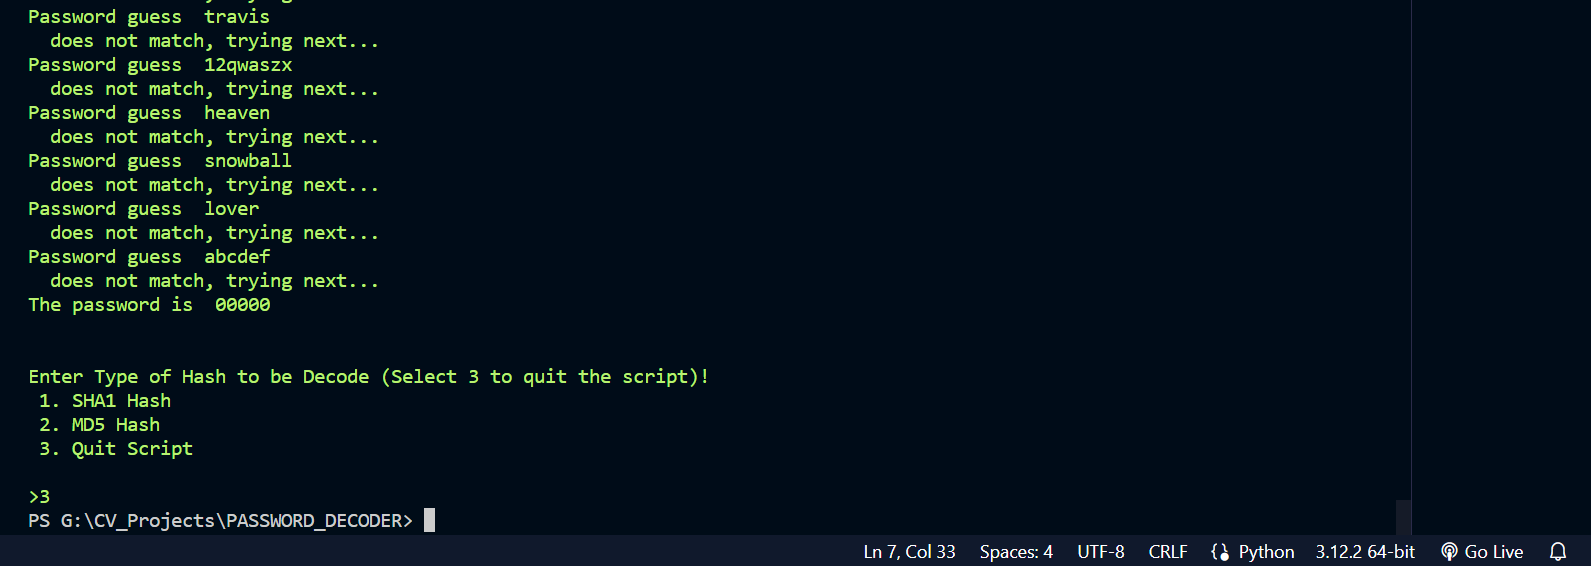 Password guess  travis
  does not match, trying next...
Password guess  12qwaszx
  does not match, trying next...
Password guess  heaven
  does not match, trying next...
Password guess  snowball
  does not match, trying next...
Password guess  lover
  does not match, trying next...
Password guess  abcdef
  does not match, trying next...
The password is  00000
Enter Type of Hash to be Decode (Select 3 to quit the script)!
 1. SHA1 Hash
 2. MD5 Hash
 3. Quit Script
>3
PS G:\CV_Projects\PASSWORD_DECODER>
Ln 7, Col 33 Spaces: 4 UTF-8 CRLF {} Python 3.12.2 64-bit Go Live